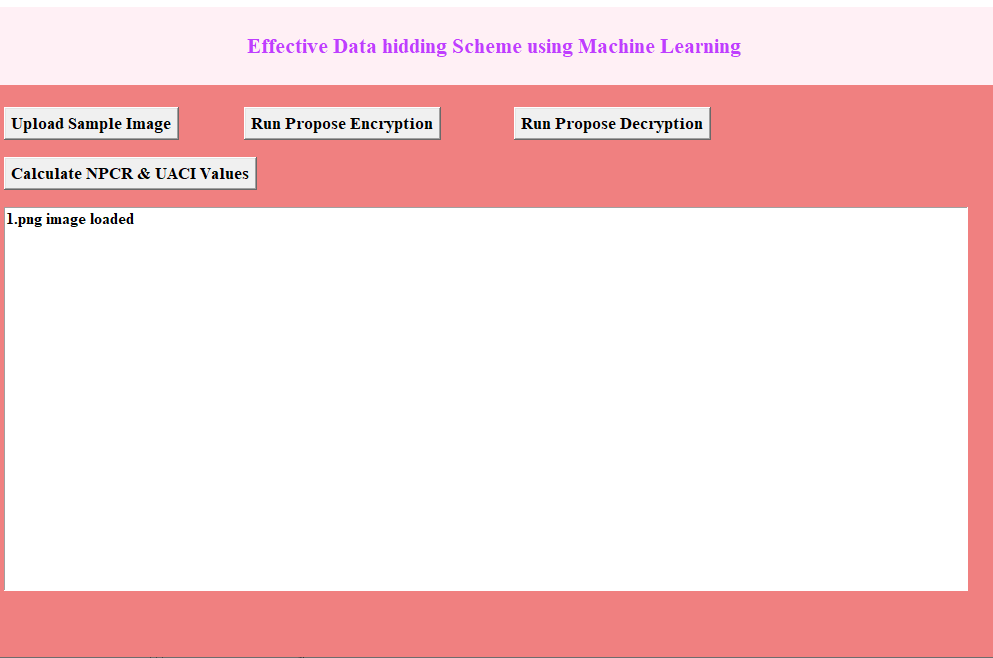 Effective Data hidding Scheme using Machine Learning
Upload Sample Image
Run Propose Encryption
Run Propose Decryption
Calculate NPCR & UACI Values
1.png image loaded